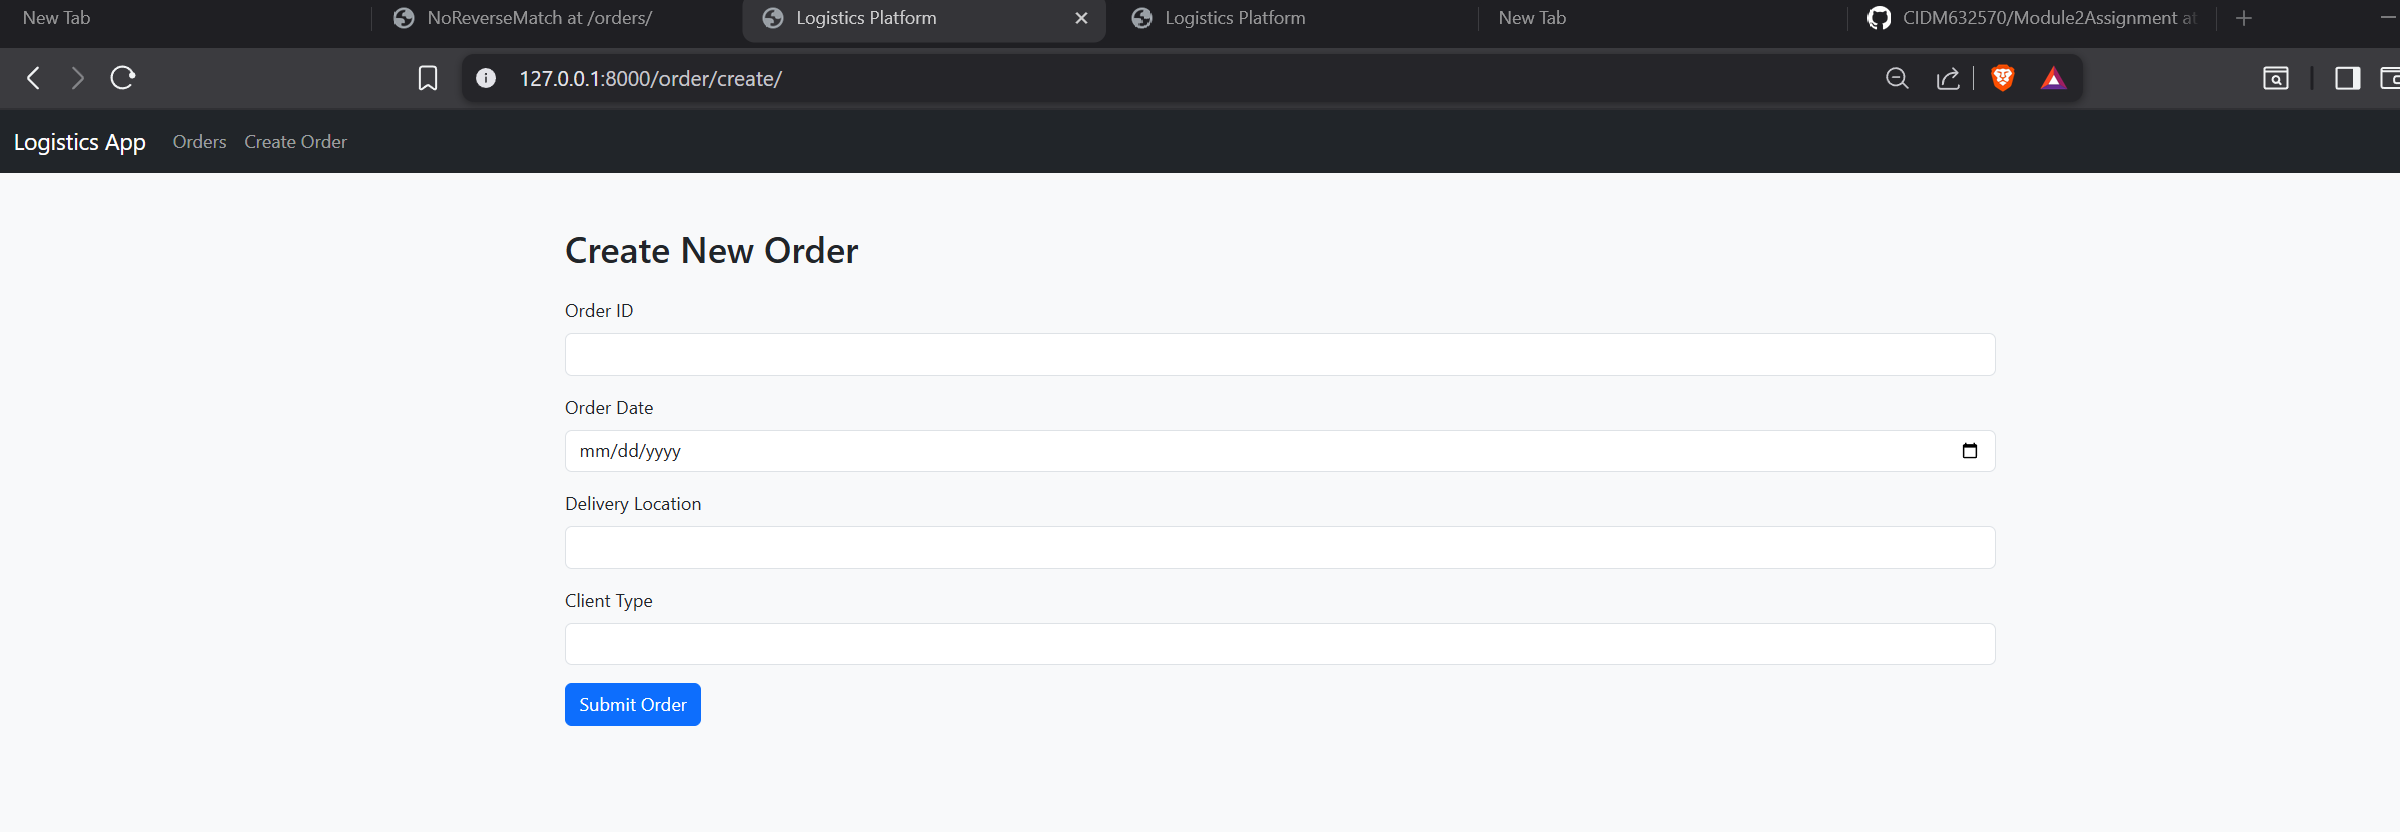 New Tab
NoReverseMatch at /orders/
Logistics Platform
Logistics Platform
New Tab
CIDM632570/Module2Assignment at
127.0.0.1:8000/order/create/
Logistics App
Orders
Create Order
Create New Order
Order ID
Order Date
mm/dd/yyyy
Delivery Location
Client Type
Submit Order